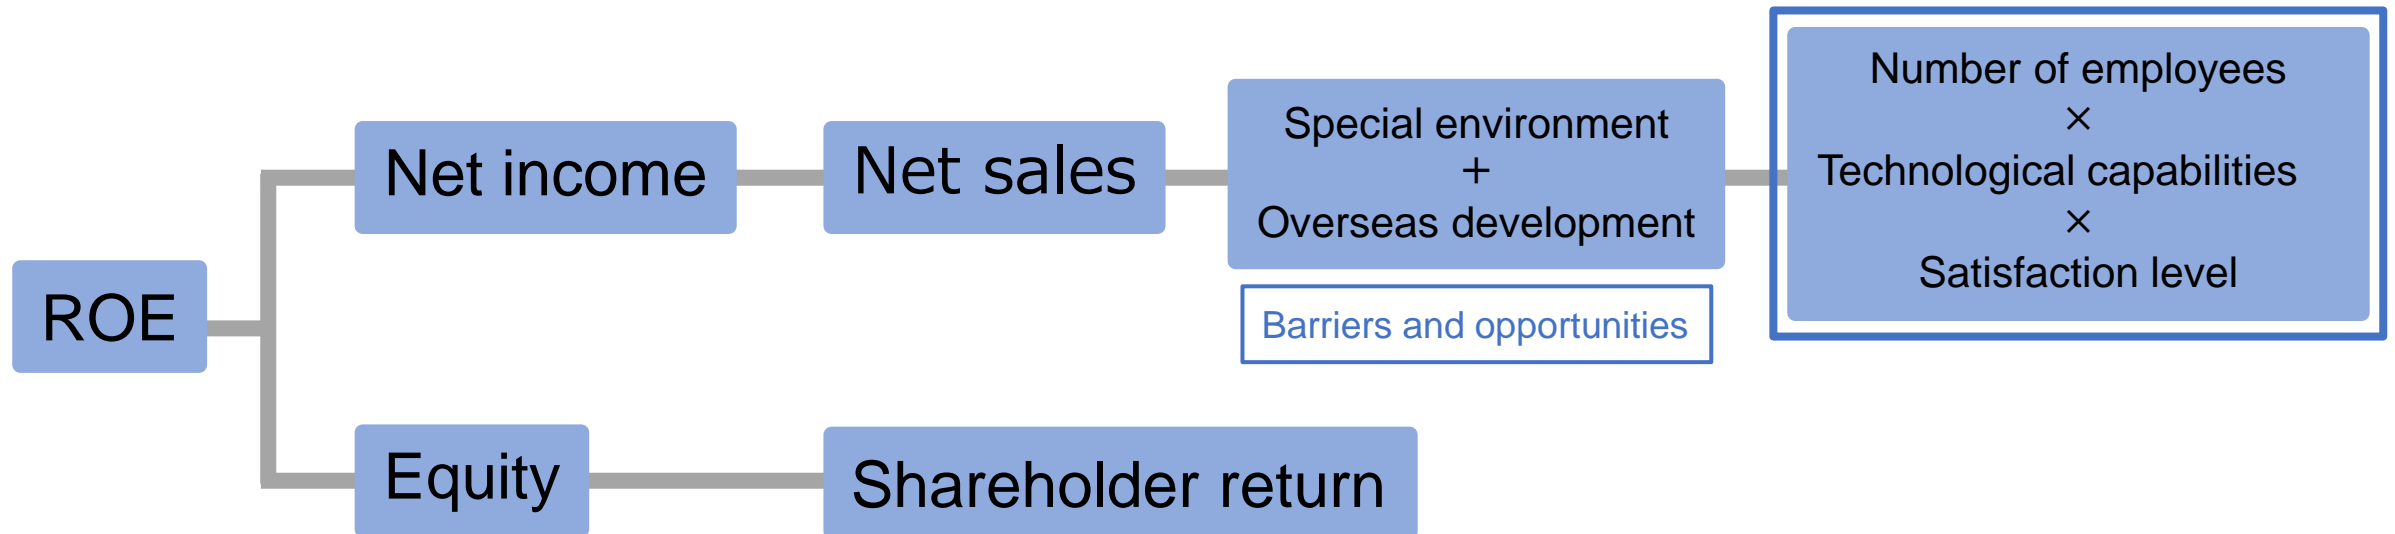 ROE
Net income
Net sales
Special environment
+
Overseas development
Barriers and opportunities
Number of employees
×
Technological capabilities
×
Satisfaction level
Equity
Shareholder return